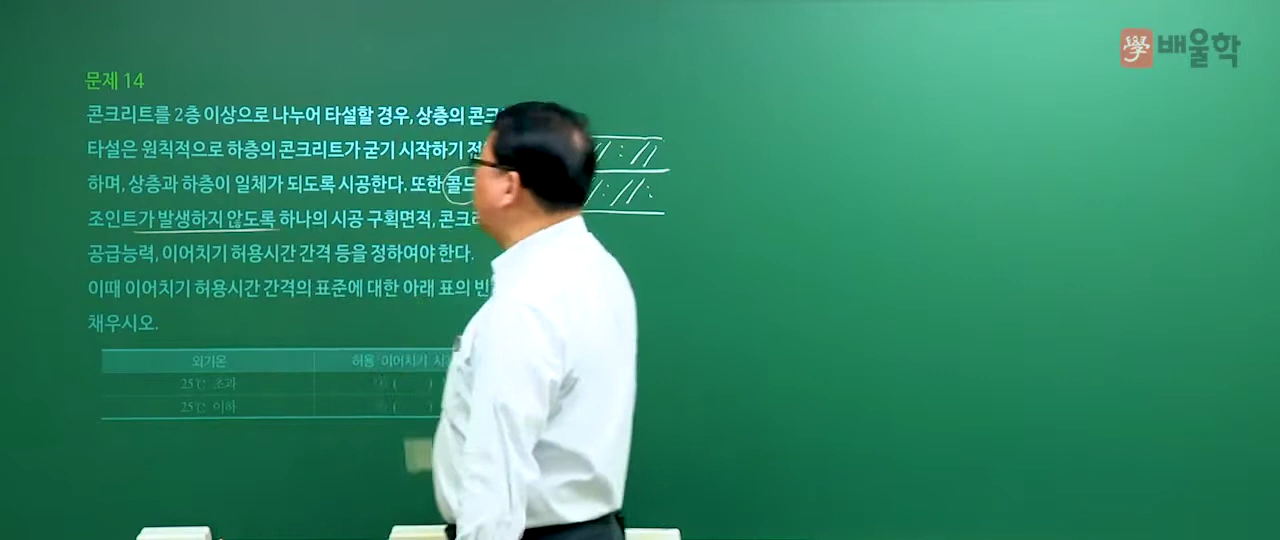 學 배울학
문제 14
콘크리트를 2층 이상으로 나누어 타설할 경우, 상층의 콘크
타설은 원칙적으로 하층의 콘크리트가 굳기 시작하기 전
하며, 상층과 하층이 일체가 되도록 시공한다. 또한 콜드
조인트가 발생하지 않도록 하나의 시공 구획면적, 콘크리
공급능력, 이어치기 허용시간 간격 등을 정하여야 한다.
이때 이어치기 허용시간 간격의 표준에 대한 아래 표의 빈
채우시오.
외기온 허용 이어치기 시
25℃ 초과 ( )
25℃ 이하 ( )